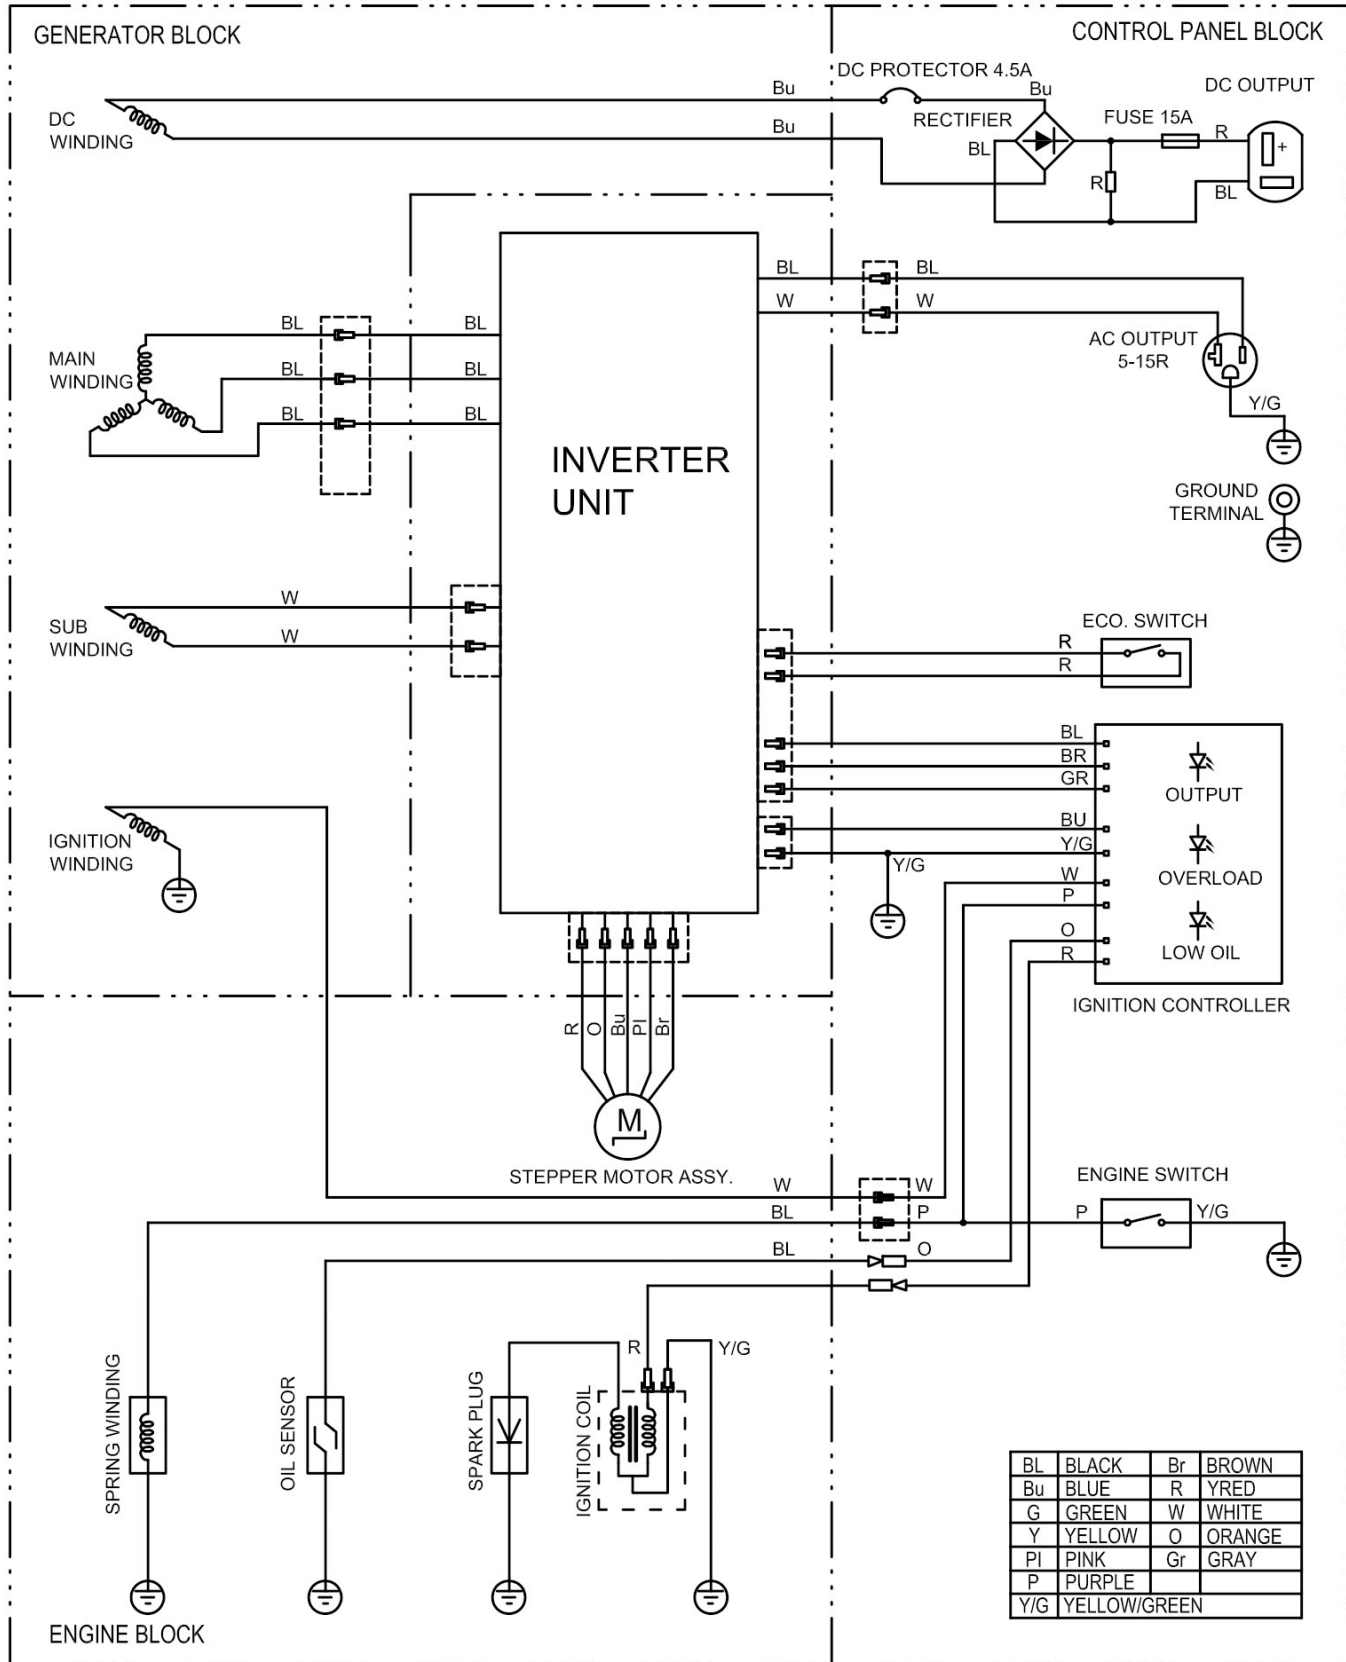 GENERATOR BLOCK
CONTROL PANEL BLOCK
DC PROTECTOR 4.5A
DC OUTPUT
Bu
Bu
DC
WINDING
RECTIFIER
FUSE 15A
R
Bu
BL
+
R
BL
BL
BL
W
W
AC OUTPUT
5-15R
Y/G
BL
BL
MAIN
WINDING
BL
BL
BL
BL
INVERTER
UNIT
GROUND
TERMINAL
W
SUB
WINDING
W
ECO. SWITCH
R
R
BL
BR
GR
OUTPUT
BU
Y/G
Y/G
OVERLOAD
W
P
O
R
LOW OIL
IGNITION CONTROLLER
IGNITION
WINDING
R
O
Bu
PI
Br
M
STEPPER MOTOR ASSY.
W
W
BL
P
ENGINE SWITCH
P
Y/G
BL
O
R
Y/G
SPRING WINDING
OIL SENSOR
SPARK PLUG
IGNITION COIL
BL BLACK Br BROWN
Bu BLUE R YRED
G GREEN W WHITE
Y YELLOW O ORANGE
PI PINK Gr GRAY
P PURPLE
Y/G YELLOW/GREEN
ENGINE BLOCK